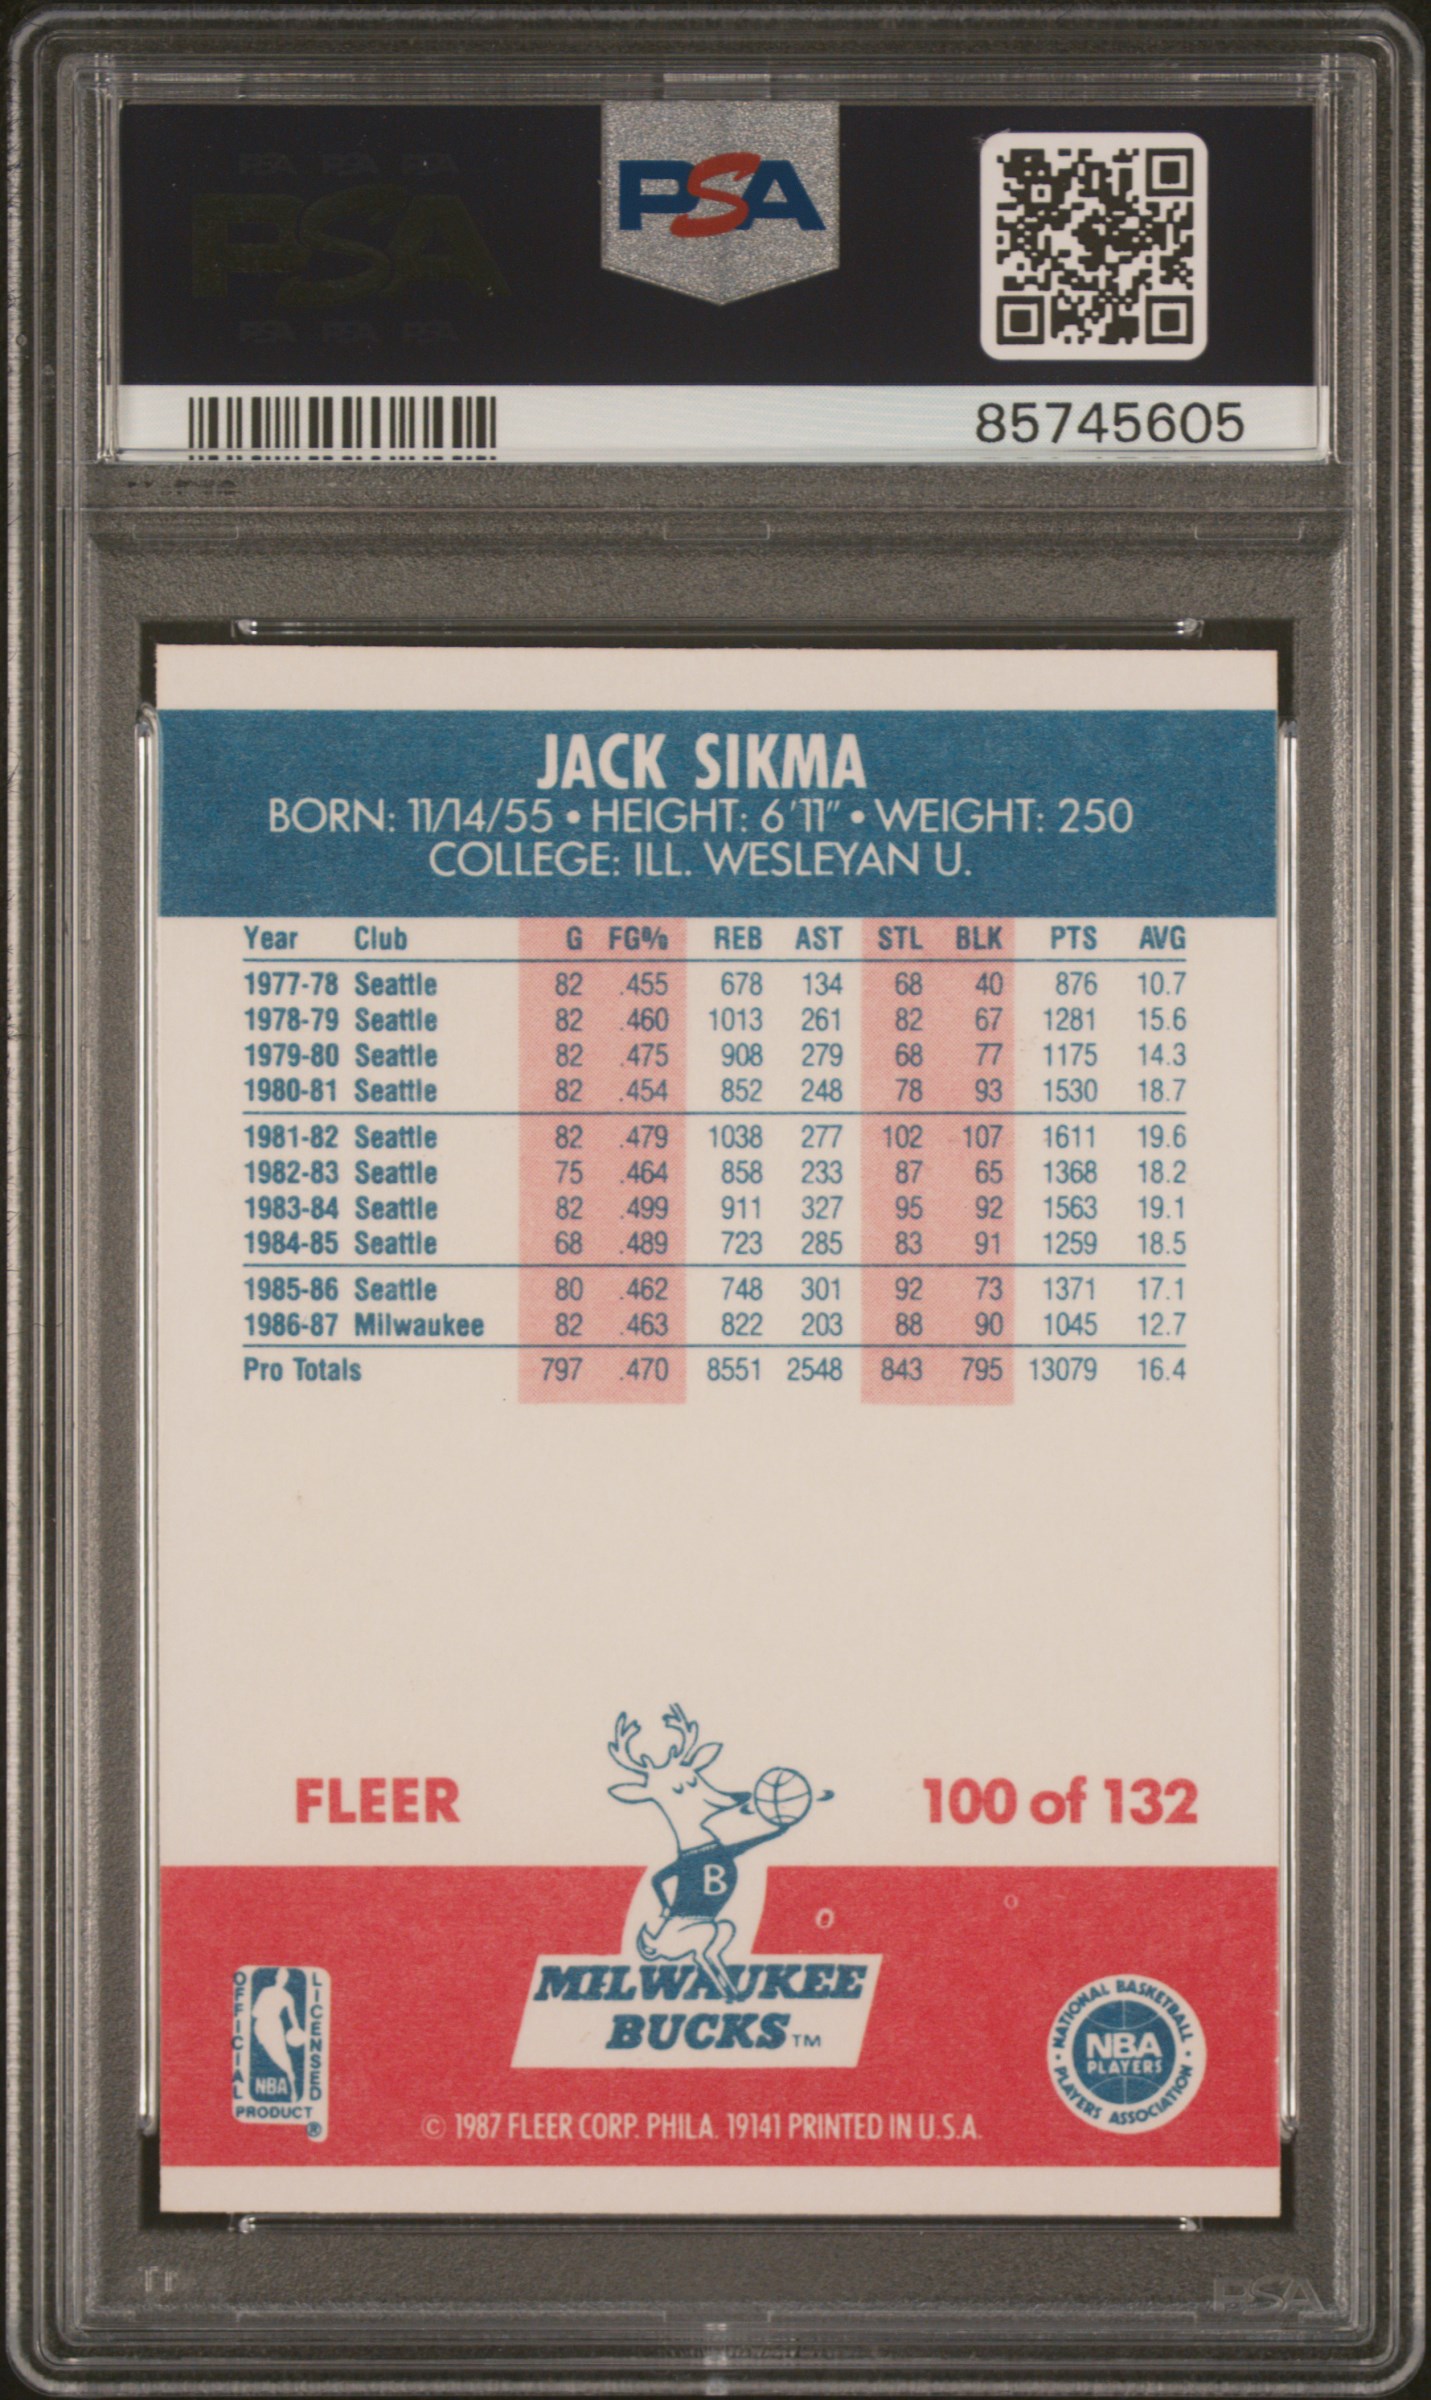 PSA PSA PSA
PSA
PSA PSA PSA
PSA
85745605
JACK SIKMA
BORN: 11/14/55 • HEIGHT: 6'11" • WEIGHT: 250
COLLEGE: ILL. WESLEYAN U.
Year Club G FG% REB AST STL BLK PTS AVG
1977-78 Seattle 82 .455 678 134 68 40 876 10.7
1978-79 Seattle 82 .460 1013 261 82 67 1281 15.6
1979-80 Seattle 82 .475 908 279 68 77 1175 14.3
1980-81 Seattle 82 .454 852 248 78 93 1530 18.7
1981-82 Seattle 82 .479 1038 277 102 107 1611 19.6
1982-83 Seattle 75 .464 858 233 87 65 1368 18.2
1983-84 Seattle 82 .499 911 327 95 92 1563 19.1
1984-85 Seattle 68 .489 723 285 83 91 1259 18.5
1985-86 Seattle 80 .462 748 301 92 73 1371 17.1
1986-87 Milwaukee 82 .463 822 203 88 90 1045 12.7
Pro Totals 797 .470 8551 2548 843 795 13079 16.4
FLEER
100 of 132
B
MILWAUKEE
BUCKS TM
OFFICIAL
LICENSED
NBA
PRODUCT
®
NATIONAL BASKETBALL
NBA
PLAYERS
PLAYERS ASSOCIATION
© 1987 FLEER CORP. PHILA. 19141 PRINTED IN U.S.A.
PSA